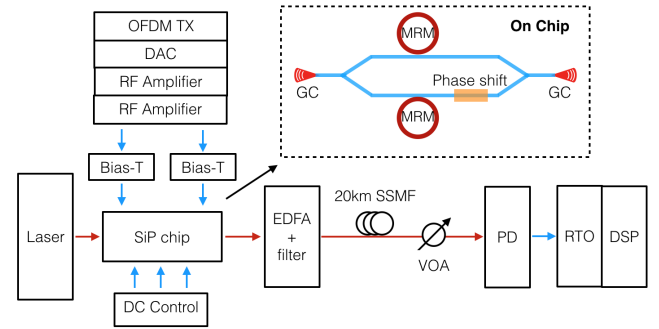 OFDM TX
DAC
RF Amplifier
RF Amplifier
Bias-T
Bias-T
On Chip
MRM
Phase shift
GC
GC
MRM
Laser
SiP chip
DC Control
EDFA
+
filter
20km SSMF
VOA
PD
RTO
DSP